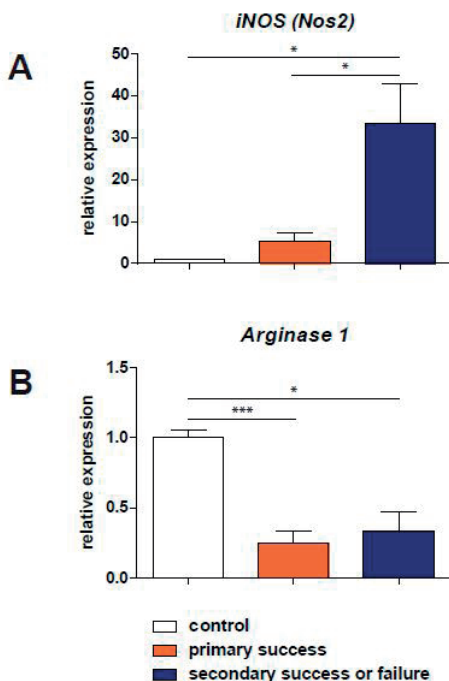 iNOS (Nos2)
A
*
*
relative expression
50
40
30
20
10
0
Arginase 1
B
*
***
relative expression
1.5
1.0
0.5
0.0
control
primary success
secondary success or failure